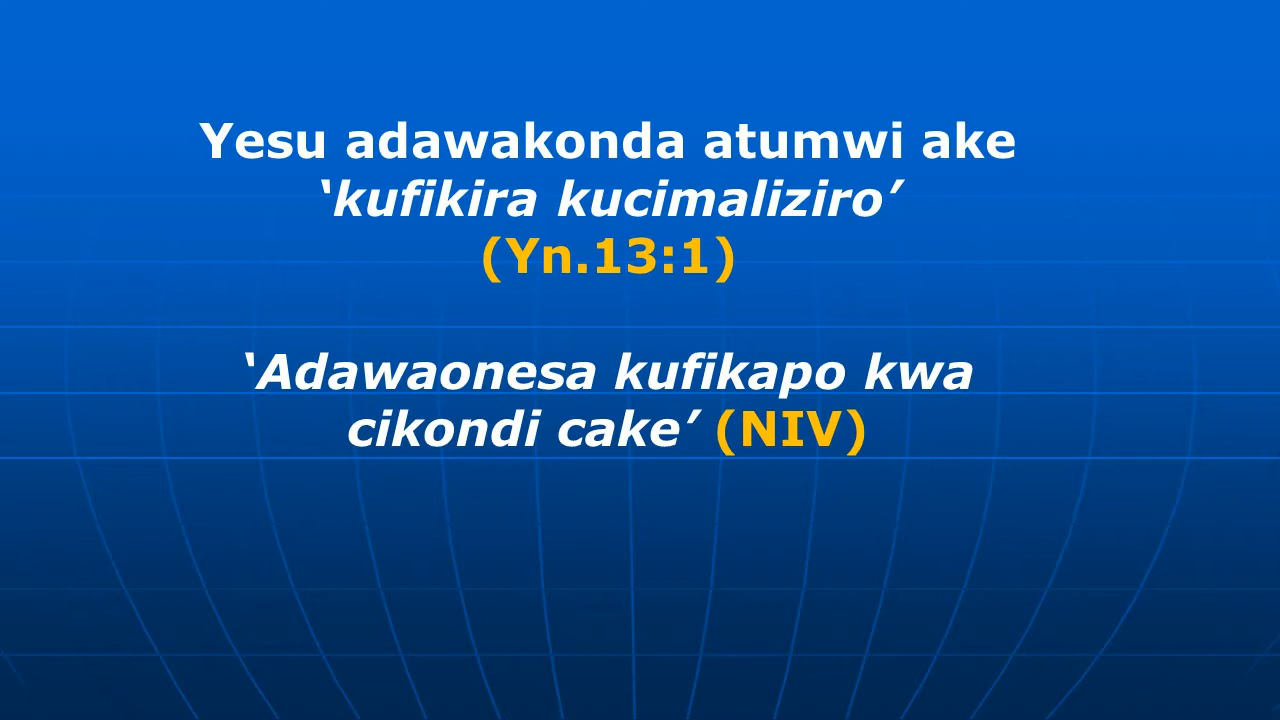 Yesu adawakonda atumwi ake
‘kufikira kucimaliziro’
(Yn.13:1)
‘Adawaonesa kufikapo kwa
cikondi cake’ (NIV)